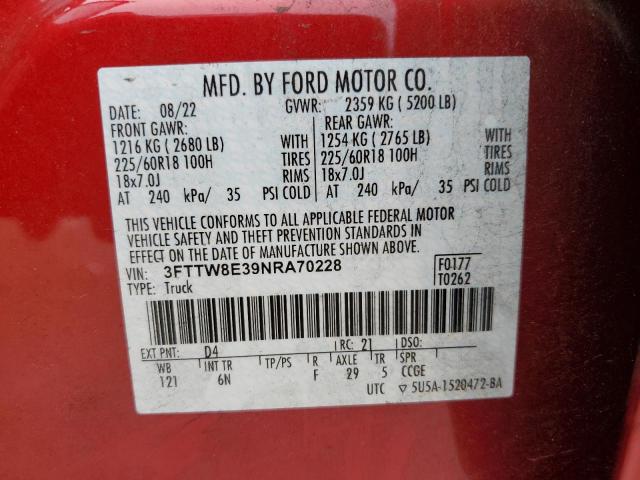 MFD. BY FORD MOTOR CO.
DATE: 08/22 GVWR: 2359 KG ( 5200 LB)
FRONT GAWR: REAR GAWR:
1216 KG ( 2680 LB) WITH 1254 KG ( 2765 LB) WITH
225/60R18 100H TIRES 225/60R18 100H TIRES
18x7.0J RIMS 18x7.0J RIMS
AT 240 kPa/ 35 PSI COLD AT 240 kPa/ 35 PSI COLD
THIS VEHICLE CONFORMS TO ALL APPLICABLE FEDERAL MOTOR
VEHICLE SAFETY AND THEFT PREVENTION STANDARDS IN
EFFECT ON THE DATE OF MANUFACTURE SHOWN ABOVE.
VIN: 3FTTW8E39NRA70228 F0177
TYPE: Truck T0262
EXT PNT: D4 RC: 21 DSO:
WB INT TR TP/PS R AXLE TR SPR
121 6N F 29 5 CCGE
UTC ▽ 5U5A-1520472-BA